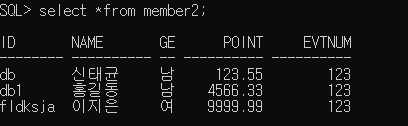 SQL> select *from member2;
ID NAME GE POINT EVTNUM
-------- ---------- -- ---------- ----------
db 신태균 남 123.55 123
db1 홍길동 남 4566.33 123
fldksja 이지은 여 9999.99 123